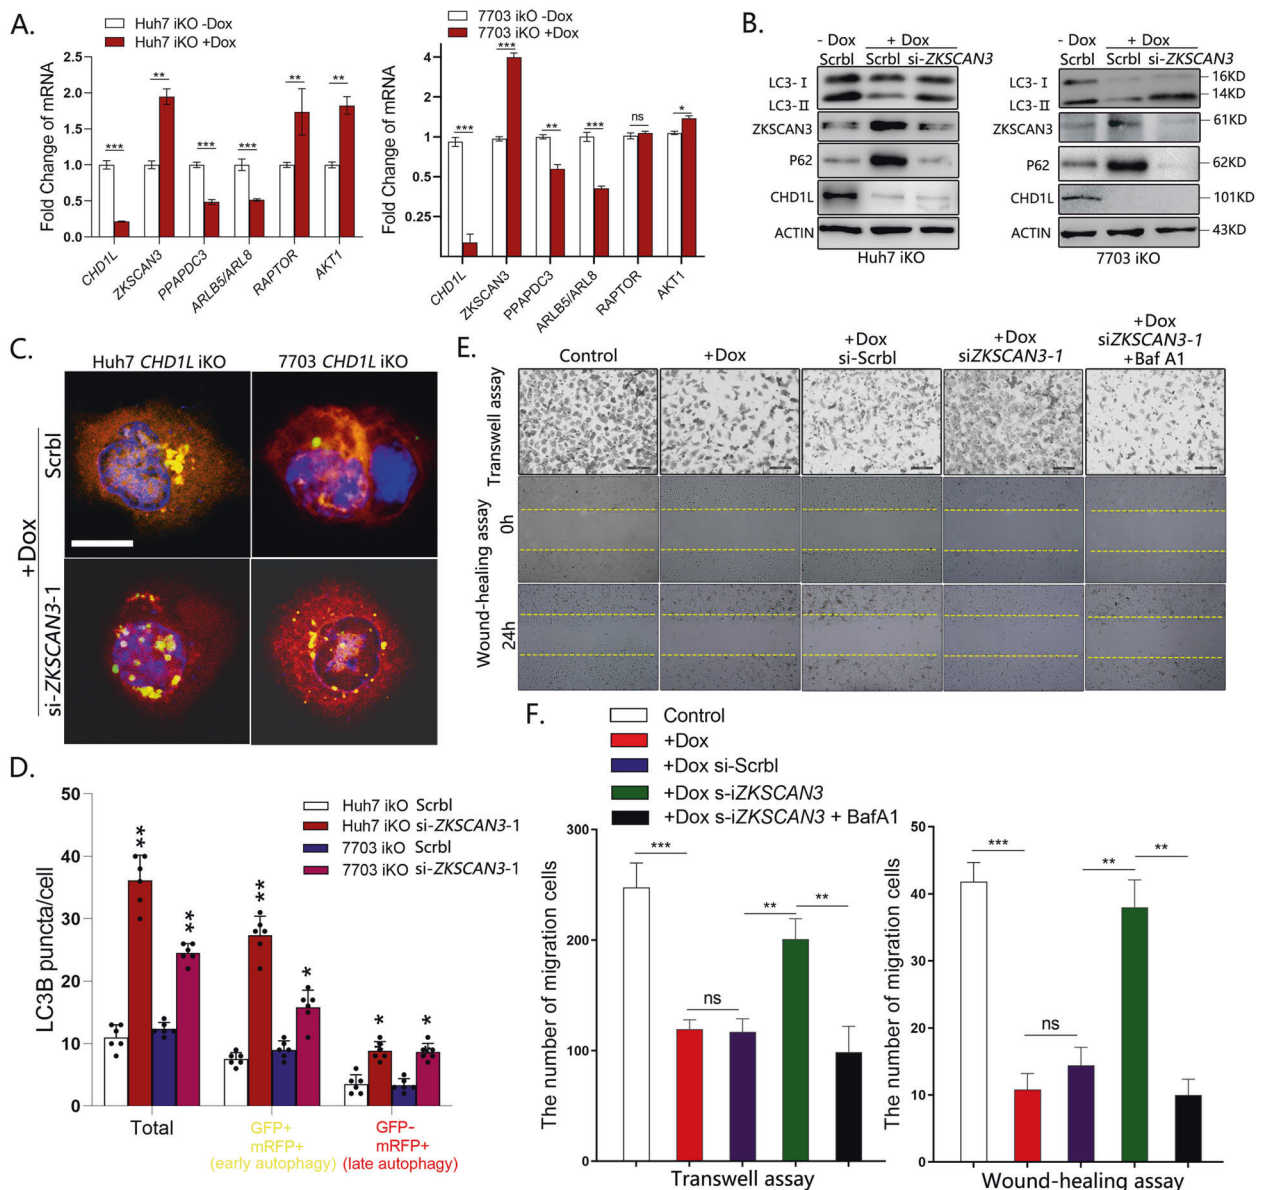 A.
Huh7 iKO -Dox
Huh7 iKO +Dox
Fold Change of mRNA
2.5
2.0
1.5
1.0
0.5
0.0
***
**
***
***
**
**
CHD1L
ZKSCAN3
PPAPDC3
ARLB5/ARL8
RAPTOR
AKT1
7703 iKO -Dox
7703 iKO +Dox
Fold Change of mRNA
4
2
1
0.5
0.25
***
***
**
***
ns
*
CHD1L
ZKSCAN3
PPAPDC3
ARLB5/ARL8
RAPTOR
AKT1
B.
- Dox
+ Dox
Scrbl
Scrbl
si-ZKSCAN3
LC3-Ⅰ
LC3-Ⅱ
ZKSCAN3
P62
CHD1L
ACTIN
Huh7 iKO
- Dox
+ Dox
Scrbl
Scrbl
si-ZKSCAN3
LC3-Ⅰ
LC3-Ⅱ
ZKSCAN3
P62
CHD1L
ACTIN
16KD
14KD
61KD
62KD
101KD
43KD
7703 iKO
C.
Huh7 CHD1L iKO
7703 CHD1L iKO
+Dox
Scrbl
si-ZKSCAN3-1
D.
LC3B puncta/cell
50
40
30
20
10
0
Huh7 iKO Scrbl
Huh7 iKO si-ZKSCAN3-1
7703 ikO Scrbl
7703 iKO si-ZKSCAN3-1
**
**
**
*
*
*
Total
GFP+
mRFP+
(early autophagy)
GFP-
mRFP+
(late autophagy)
E.
Control
+Dox
+Dox
si-Scrbl
+Dox
siZKSCAN3-1
+Dox
siZKSCAN3-1
+Baf A1
Transwell assay
Wound-healing assay
0h
24h
F.
Control
+Dox
+Dox si-Scrbl
+Dox s-iZKSCAN3
+Dox s-iZKSCAN3 + BafA1
The number of migration cells
300
200
100
0
***
ns
**
**
Transwell assay
The number of migration cells
50
40
30
20
10
0
***
ns
**
**
Wound-healing assay